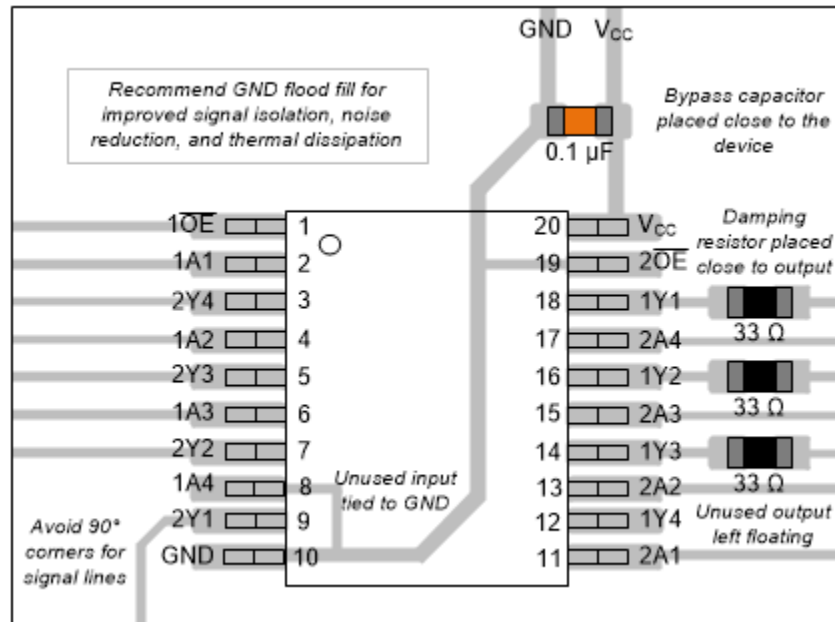 GND V_CC
Recommend GND flood fill for
improved signal isolation, noise
reduction, and thermal dissipation
Bypass capacitor
placed close to the
device
0.1 µF
1O̅E̅ 1 20 V_CC
Damping
resistor placed
close to output
1A1 2 19 2O̅E̅
2Y4 3 18 1Y1
33 Ω
1A2 4 17 2A4
2Y3 5 16 1Y2
33 Ω
1A3 6 15 2A3
2Y2 7 14 1Y3
33 Ω
1A4 8 13 2A2
Unused input
tied to GND
2Y1 9 12 1Y4
Unused output
left floating
Avoid 90°
corners for
signal lines
GND 10 11 2A1